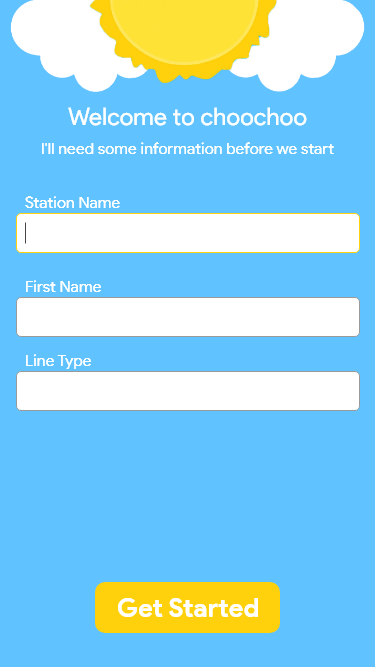 Welcome to choochoo
I'll need some information before we start
Station Name
First Name
Line Type
Get Started